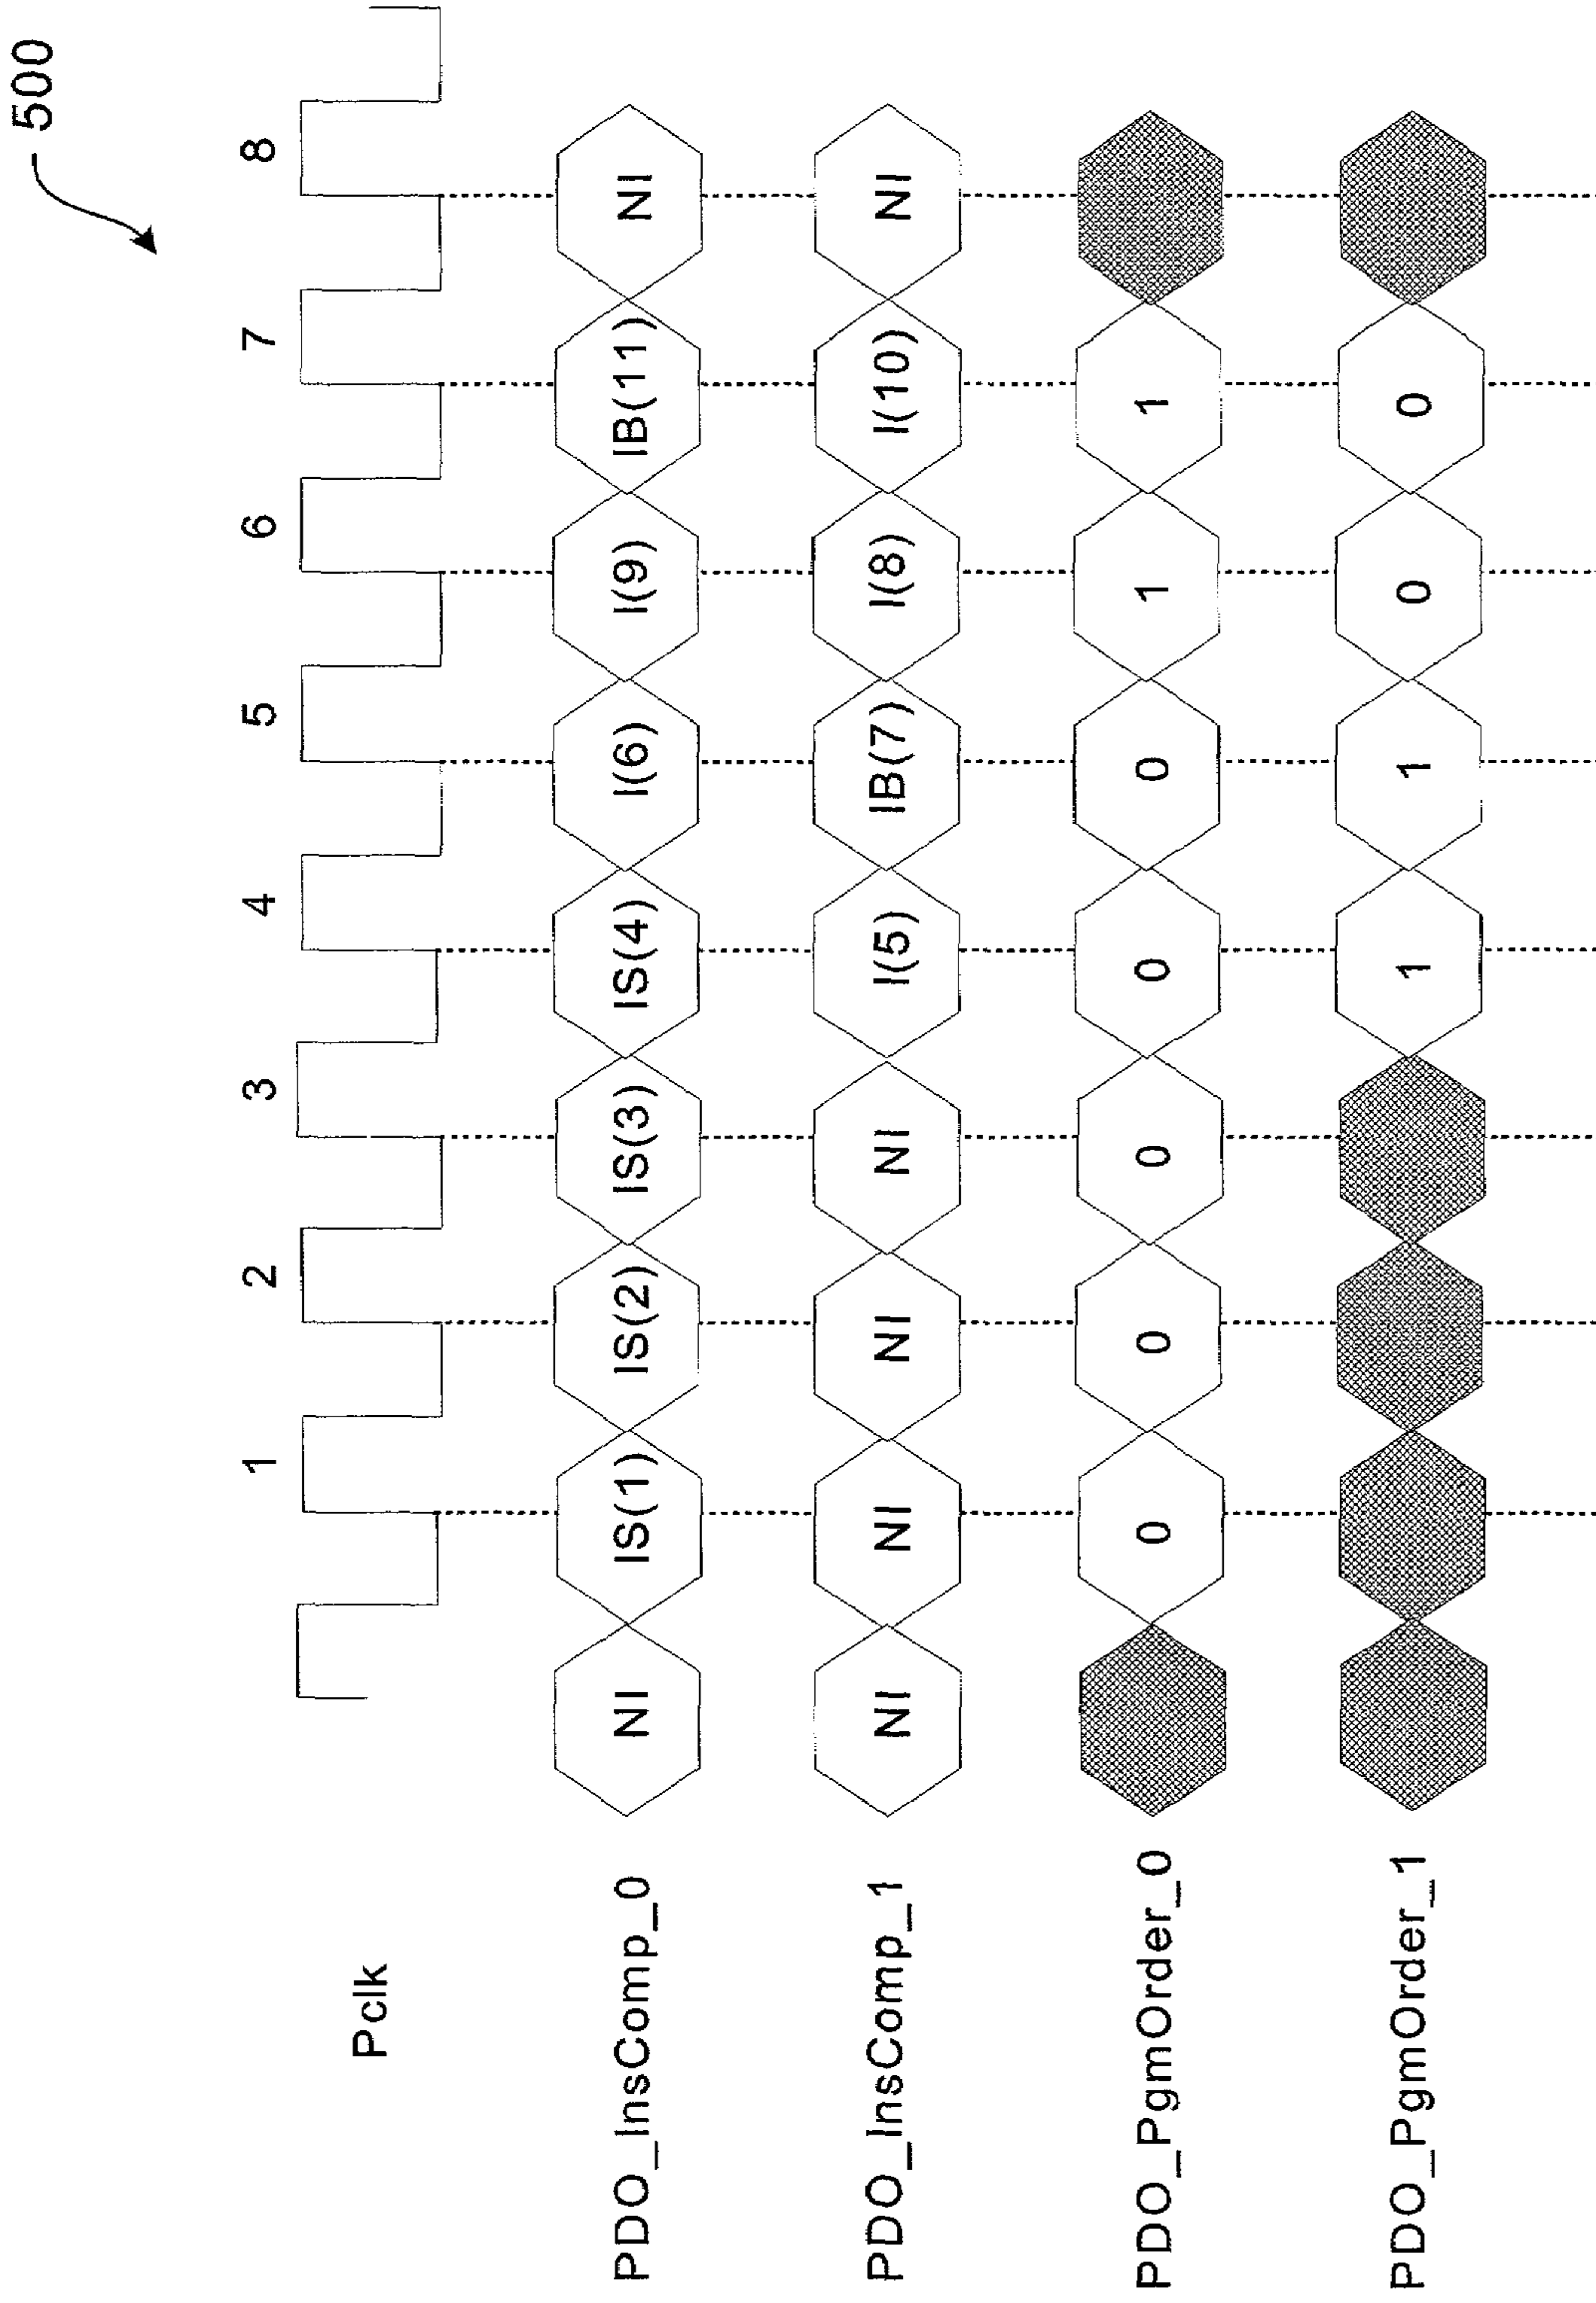 500
1 2 3 4 5 6 7 8
Pclk
PDO_InsComp_0 NI IS(1) IS(2) IS(3) IS(4) I(6) I(9) IB(11) NI
PDO_InsComp_1 NI NI NI NI I(5) IB(7) I(8) I(10) NI
PDO_PgmOrder_0 0 0 0 0 0 1 1
PDO_PgmOrder_1 1 1 0 0